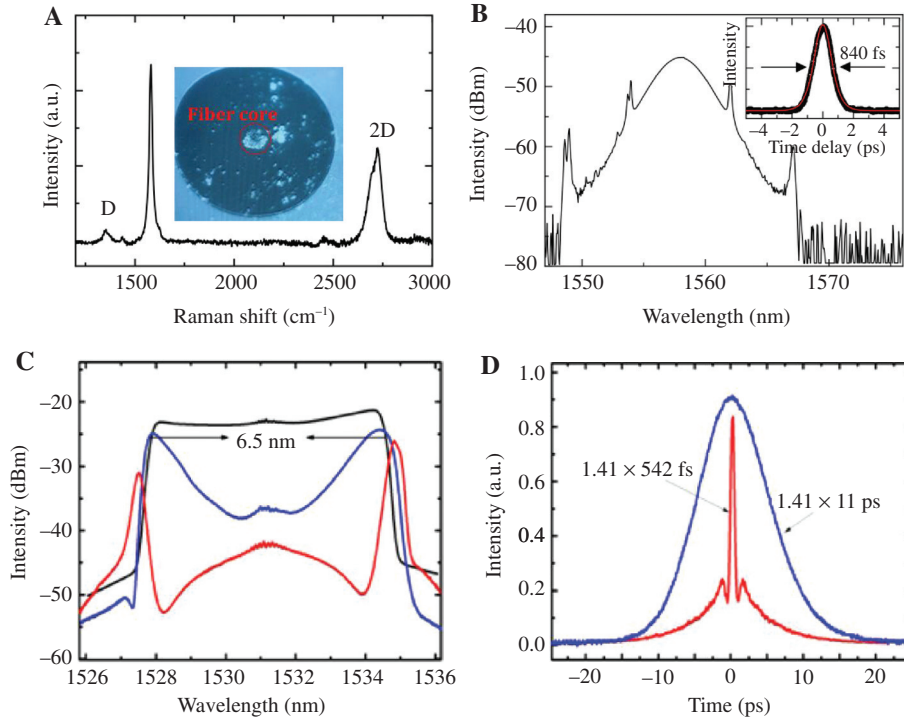 A
Intensity (a.u.)
Fiber core
D
2D
1500
2000
2500
3000
Raman shift (cm⁻¹)
B
Intensity (dBm)
−40
−50
−60
−70
−80
1550
1560
1570
Wavelength (nm)
Intensity
840 fs
−4
−2
0
2
4
Time delay (ps)
C
Intensity (dBm)
−20
−30
−40
−50
−60
6.5 nm
1526
1528
1530
1532
1534
1536
Wavelength (nm)
D
Intensity (a.u.)
1.0
0.8
0.6
0.4
0.2
0.0
1.41 × 542 fs
1.41 × 11 ps
−20
−10
0
10
20
Time (ps)